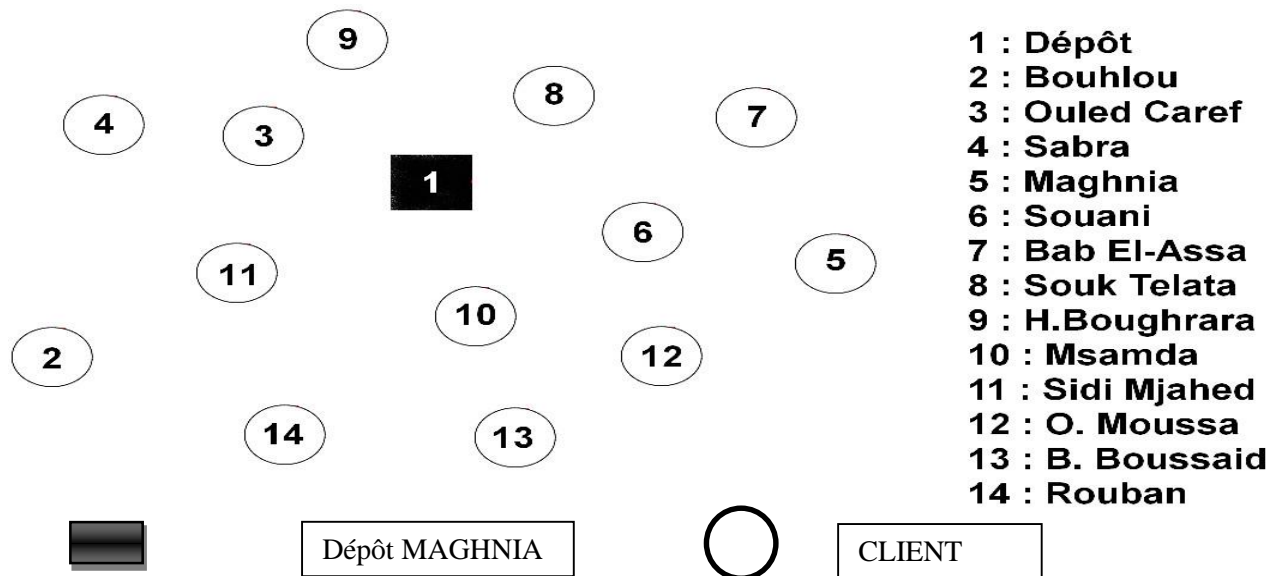 9
8
7
4
3
1
6
5
11
10
2
12
14
13
1 : Dépôt
2 : Bouhlou
3 : Ouled Caref
4 : Sabra
5 : Maghnia
6 : Souani
7 : Bab El-Assa
8 : Souk Telata
9 : H.Boughrara
10 : Msamda
11 : Sidi Mjahed
12 : O. Moussa
13 : B. Boussaid
14 : Rouban
Dépôt MAGHNIA
CLIENT